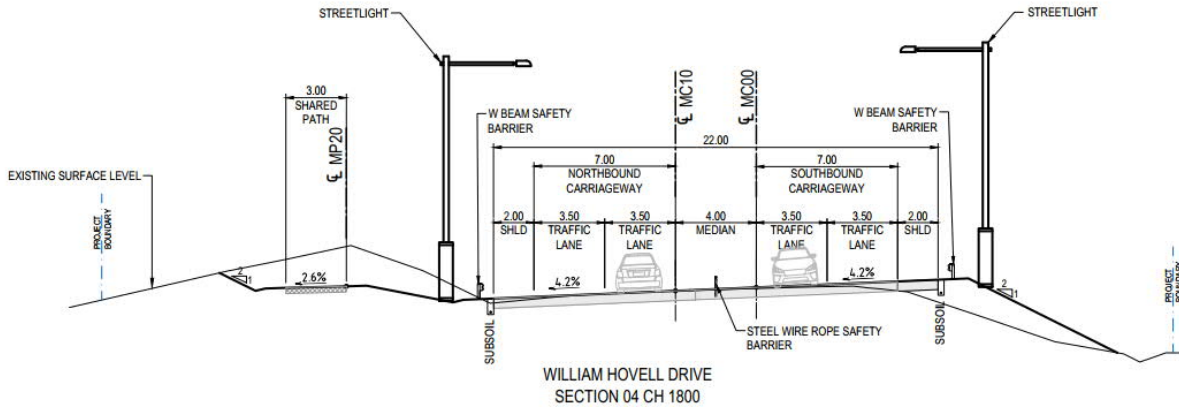 STREETLIGHT
STREETLIGHT
3.00
SHARED
PATH
℄ MP20
W BEAM SAFETY
BARRIER
℄ MC10
℄ MC00
W BEAM SAFETY
BARRIER
22.00
7.00
NORTHBOUND
CARRIAGEWAY
7.00
SOUTHBOUND
CARRIAGEWAY
EXISTING SURFACE LEVEL
2.00
SHLD
3.50
TRAFFIC
LANE
3.50
TRAFFIC
LANE
4.00
MEDIAN
3.50
TRAFFIC
LANE
3.50
TRAFFIC
LANE
2.00
SHLD
PROJECT
BOUNDARY
2
1
2.6%
4.2%
4.2%
2
1
PROJECT
BOUNDARY
SUBSOIL
STEEL WIRE ROPE SAFETY
BARRIER
SUBSOIL
WILLIAM HOVELL DRIVE
SECTION 04 CH 1800